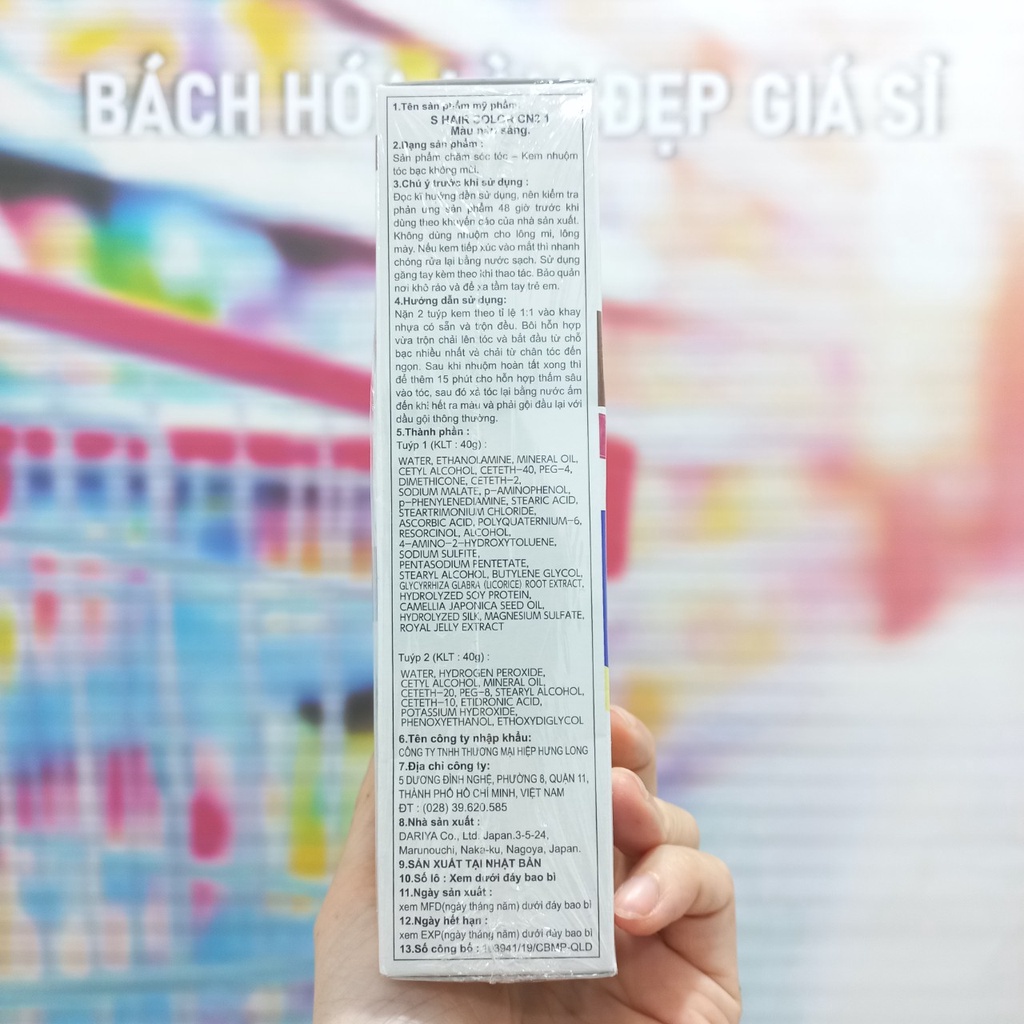 BÁCH HÓA ĐẸP GIÁ SỈ
1.Tên sản phẩm mỹ phẩm:
S HAIR COLOR CN2
Màu nâu sáng.
2.Dạng sản phẩm :
Sản phẩm chăm sóc tóc – Kem nhuộm
tóc bạc không mùi.
3.Chú ý trước khi sử dụng :
Đọc kĩ hướng dẫn sử dụng, nên kiểm tra
phản ứng sản phẩm 48 giờ trước khi
dùng theo khuyến cáo của nhà sản xuất.
Không dùng nhuộm cho lông mi, lông
mày. Nếu kem tiếp xúc vào mắt thì nhanh
chóng rửa lại bằng nước sạch. Sử dụng
găng tay kèm theo khi thao tác. Bảo quản
nơi khô ráo và để xa tầm tay trẻ em.
4.Hướng dẫn sử dụng:
Nặn 2 tuýp kem theo tỉ lệ 1:1 vào khay
nhựa có sẵn và trộn đều. Bôi hỗn hợp
vừa trộn chải lên tóc và bắt đầu từ chỗ
bạc nhiều nhất và chải từ chân tóc đến
ngọn. Sau khi nhuộm hoàn tất xong thì
để thêm 15 phút cho hỗn hợp thấm sâu
vào tóc, sau đó xả tóc lại bằng nước ấm
đến khi hết ra màu và phải gội đầu lại với
dầu gội thông thường.
5.Thành phần :
Tuýp 1 (KLT : 40g) :
WATER, ETHANOLAMINE, MINERAL OIL,
CETYL ALCOHOL, CETETH-40, PEG-4,
DIMETHICONE, CETETH-2,
SODIUM MALATE, p-AMINOPHENOL,
p-PHENYLENEDIAMINE, STEARIC ACID,
STEARTRIMONIUM CHLORIDE,
ASCORBIC ACID, POLYQUATERNIUM-6,
RESORCINOL, ALCOHOL,
4-AMINO-2-HYDROXYTOLUENE,
SODIUM SULFITE,
PENTASODIUM PENTETATE,
STEARYL ALCOHOL, BUTYLENE GLYCOL,
GLYCYRRHIZA GLABRA (LICORICE) ROOT EXTRACT,
HYDROLYZED SOY PROTEIN,
CAMELLIA JAPONICA SEED OIL,
HYDROLYZED SILK, MAGNESIUM SULFATE,
ROYAL JELLY EXTRACT
Tuýp 2 (KLT : 40g) :
WATER, HYDROGEN PEROXIDE,
CETYL ALCOHOL, MINERAL OIL,
CETETH-20, PEG-8, STEARYL ALCOHOL,
CETETH-10, ETIDRONIC ACID,
POTASSIUM HYDROXIDE,
PHENOXYETHANOL, ETHOXYDIGLYCOL
6.Tên công ty nhập khẩu:
CÔNG TY TNHH THƯƠNG MẠI HIỆP HƯNG LONG
7.Địa chỉ công ty:
5 DƯƠNG ĐÌNH NGHỆ, PHƯỜNG 8, QUẬN 11,
THÀNH PHỐ HỒ CHÍ MINH, VIỆT NAM
ĐT : (028) 39.620.585
8.Nhà sản xuất :
DARIYA Co., Ltd. Japan.3-5-24,
Marunouchi, Naka-ku, Nagoya, Japan.
9.SẢN XUẤT TẠI NHẬT BẢN
10.Số lô : Xem dưới đáy bao bì
11.Ngày sản xuất :
xem MFD(ngày tháng năm) dưới đáy bao bì
12.Ngày hết hạn :
xem EXP(ngày tháng năm) dưới đáy bao bì
13.Số công bố :